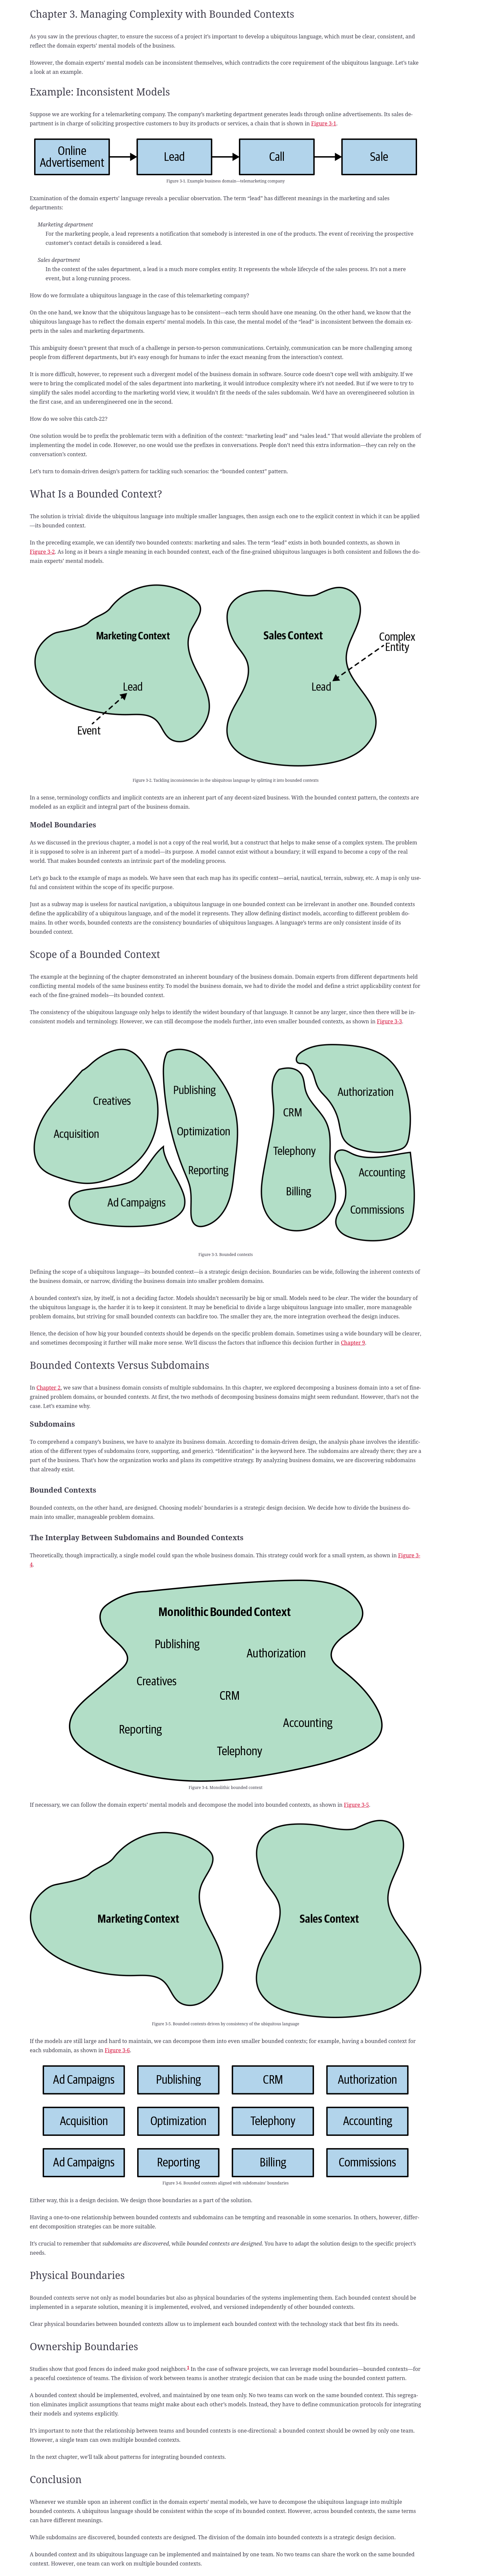 Chapter 3. Managing Complexity with Bounded Contexts
As you saw in the previous chapter, to ensure the success of a project it's important to develop a ubiquitous language, which must be clear, consistent, and
reflect the domain experts' mental models of the business.
However, the domain experts' mental models can be inconsistent themselves, which contradicts the core requirement of the ubiquitous language. Let's take
a look at an example.
Example: Inconsistent Models
Suppose we are working for a telemarketing company. The company's marketing department generates leads through online advertisements. Its sales de-
partment is in charge of soliciting prospective customers to buy its products or services, a chain that is shown in Figure 3-1.
Online
Advertisement
Lead
Call
Sale
Figure 3-1. Example business domain—telemarketing company
Examination of the domain experts' language reveals a peculiar observation. The term "lead" has different meanings in the marketing and sales
departments:
Marketing department
For the marketing people, a lead represents a notification that somebody is interested in one of the products. The event of receiving the prospective
customer's contact details is considered a lead.
Sales department
In the context of the sales department, a lead is a much more complex entity. It represents the whole lifecycle of the sales process. It's not a mere
event, but a long-running process.
How do we formulate a ubiquitous language in the case of this telemarketing company?
On the one hand, we know that the ubiquitous language has to be consistent—each term should have one meaning. On the other hand, we know that the
ubiquitous language has to reflect the domain experts' mental models. In this case, the mental model of the "lead" is inconsistent between the domain ex-
perts in the sales and marketing departments.
This ambiguity doesn't present that much of a challenge in person-to-person communications. Certainly, communication can be more challenging among
people from different departments, but it's easy enough for humans to infer the exact meaning from the interaction's context.
It is more difficult, however, to represent such a divergent model of the business domain in software. Source code doesn't cope well with ambiguity. If we
were to bring the complicated model of the sales department into marketing, it would introduce complexity where it's not needed. But if we were to try to
simplify the sales model according to the marketing world view, it wouldn't fit the needs of the sales subdomain. We'd have an overengineered solution in
the first case, and an underengineered one in the second.
How do we solve this catch-22?
One solution would be to prefix the problematic term with a definition of the context: "marketing lead" and "sales lead." That would alleviate the problem of
implementing the model in code. However, no one would use the prefixes in conversations. People don't need this extra information—they can rely on the
conversation's context.
Let's turn to domain-driven design's pattern for tackling such scenarios: the "bounded context" pattern.
What Is a Bounded Context?
The solution is trivial: divide the ubiquitous language into multiple smaller languages, then assign each one to the explicit context in which it can be applied
—its bounded context.
In the preceding example, we can identify two bounded contexts: marketing and sales. The term "lead" exists in both bounded contexts, as shown in
Figure 3-2. As long as it bears a single meaning in each bounded context, each of the fine-grained ubiquitous languages is both consistent and follows the do-
main experts' mental models.
Marketing Context
Lead
Event
Sales Context
Lead
Complex
Entity
Figure 3-2. Tackling inconsistencies in the ubiquitous language by splitting it into bounded contexts
In a sense, terminology conflicts and implicit contexts are an inherent part of any decent-sized business. With the bounded context pattern, the contexts are
modeled as an explicit and integral part of the business domain.
Model Boundaries
As we discussed in the previous chapter, a model is not a copy of the real world, but a construct that helps to make sense of a complex system. The problem
it is supposed to solve is an inherent part of a model—its purpose. A model cannot exist without a boundary; it will expand to become a copy of the real
world. That makes bounded contexts an intrinsic part of the modeling process.
Let's go back to the example of maps as models. We have seen that each map has its specific context—aerial, nautical, terrain, subway, etc. A map is only use-
ful and consistent within the scope of its specific purpose.
Just as a subway map is useless for nautical navigation, a ubiquitous language in one bounded context can be irrelevant in another one. Bounded contexts
define the applicability of a ubiquitous language, and of the model it represents. They allow defining distinct models, according to different problem do-
mains. In other words, bounded contexts are the consistency boundaries of ubiquitous languages. A language's terms are only consistent inside of its
bounded context.
Scope of a Bounded Context
The example at the beginning of the chapter demonstrated an inherent boundary of the business domain. Domain experts from different departments held
conflicting mental models of the same business entity. To model the business domain, we had to divide the model and define a strict applicability context for
each of the fine-grained models—its bounded context.
The consistency of the ubiquitous language only helps to identify the widest boundary of that language. It cannot be any larger, since then there will be in-
consistent models and terminology. However, we can still decompose the models further, into even smaller bounded contexts, as shown in Figure 3-3.
Creatives
Acquisition
Ad Campaigns
Publishing
Optimization
Reporting
CRM
Telephony
Billing
Authorization
Accounting
Commissions
Figure 3-3. Bounded contexts
Defining the scope of a ubiquitous language—its bounded context—is a strategic design decision. Boundaries can be wide, following the inherent contexts of
the business domain, or narrow, dividing the business domain into smaller problem domains.
A bounded context's size, by itself, is not a deciding factor. Models shouldn't necessarily be big or small. Models need to be clear. The wider the boundary of
the ubiquitous language is, the harder it is to keep it consistent. It may be beneficial to divide a large ubiquitous language into smaller, more manageable
problem domains, but striving for small bounded contexts can backfire too. The smaller they are, the more integration overhead the design induces.
Hence, the decision of how big your bounded contexts should be depends on the specific problem domain. Sometimes using a wide boundary will be clearer,
and sometimes decomposing it further will make more sense. We'll discuss the factors that influence this decision further in Chapter 9.
Bounded Contexts Versus Subdomains
In Chapter 2, we saw that a business domain consists of multiple subdomains. In this chapter, we explored decomposing a business domain into a set of fine-
grained problem domains, or bounded contexts. At first, the two methods of decomposing business domains might seem redundant. However, that's not the
case. Let's examine why.
Subdomains
To comprehend a company's business, we have to analyze its business domain. According to domain-driven design, the analysis phase involves the identific-
ation of the different types of subdomains (core, supporting, and generic). "Identification" is the keyword here. The subdomains are already there; they are a
part of the business. That's how the organization works and plans its competitive strategy. By analyzing business domains, we are discovering subdomains
that already exist.
Bounded Contexts
Bounded contexts, on the other hand, are designed. Choosing models' boundaries is a strategic design decision. We decide how to divide the business do-
main into smaller, manageable problem domains.
The Interplay Between Subdomains and Bounded Contexts
Theoretically, though impractically, a single model could span the whole business domain. This strategy could work for a small system, as shown in Figure 3-
4.
Monolithic Bounded Context
Publishing
Authorization
Creatives
CRM
Reporting
Accounting
Telephony
Figure 3-4. Monolithic bounded context
If necessary, we can follow the domain experts' mental models and decompose the model into bounded contexts, as shown in Figure 3-5.
Marketing Context
Sales Context
Figure 3-5. Bounded contexts driven by consistency of the ubiquitous language
If the models are still large and hard to maintain, we can decompose them into even smaller bounded contexts; for example, having a bounded context for
each subdomain, as shown in Figure 3-6.
Ad Campaigns
Publishing
CRM
Authorization
Acquisition
Optimization
Telephony
Accounting
Ad Campaigns
Reporting
Billing
Commissions
Figure 3-6. Bounded contexts aligned with subdomains' boundaries
Either way, this is a design decision. We design those boundaries as a part of the solution.
Having a one-to-one relationship between bounded contexts and subdomains can be tempting and reasonable in some scenarios. In others, however, differ-
ent decomposition strategies can be more suitable.
It's crucial to remember that subdomains are discovered, while bounded contexts are designed. You have to adapt the solution design to the specific project's
needs.
Physical Boundaries
Bounded contexts serve not only as model boundaries but also as physical boundaries of the systems implementing them. Each bounded context should be
implemented in a separate solution, meaning it is implemented, evolved, and versioned independently of other bounded contexts.
Clear physical boundaries between bounded contexts allow us to implement each bounded context with the technology stack that best fits its needs.
Ownership Boundaries
Studies show that good fences do indeed make good neighbors.1 In the case of software projects, we can leverage model boundaries—bounded contexts—for
a peaceful coexistence of teams. The division of work between teams is another strategic decision that can be made using the bounded context pattern.
A bounded context should be implemented, evolved, and maintained by one team only. No two teams can work on the same bounded context. This segrega-
tion eliminates implicit assumptions that teams might make about each other's models. Instead, they have to define communication protocols for integrating
their models and systems explicitly.
It's important to note that the relationship between teams and bounded contexts is one-directional: a bounded context should be owned by only one team.
However, a single team can own multiple bounded contexts.
In the next chapter, we'll talk about patterns for integrating bounded contexts.
Conclusion
Whenever we stumble upon an inherent conflict in the domain experts' mental models, we have to decompose the ubiquitous language into multiple
bounded contexts. A ubiquitous language should be consistent within the scope of its bounded context. However, across bounded contexts, the same terms
can have different meanings.
While subdomains are discovered, bounded contexts are designed. The division of the domain into bounded contexts is a strategic design decision.
A bounded context and its ubiquitous language can be implemented and maintained by one team. No two teams can share the work on the same bounded
context. However, one team can work on multiple bounded contexts.